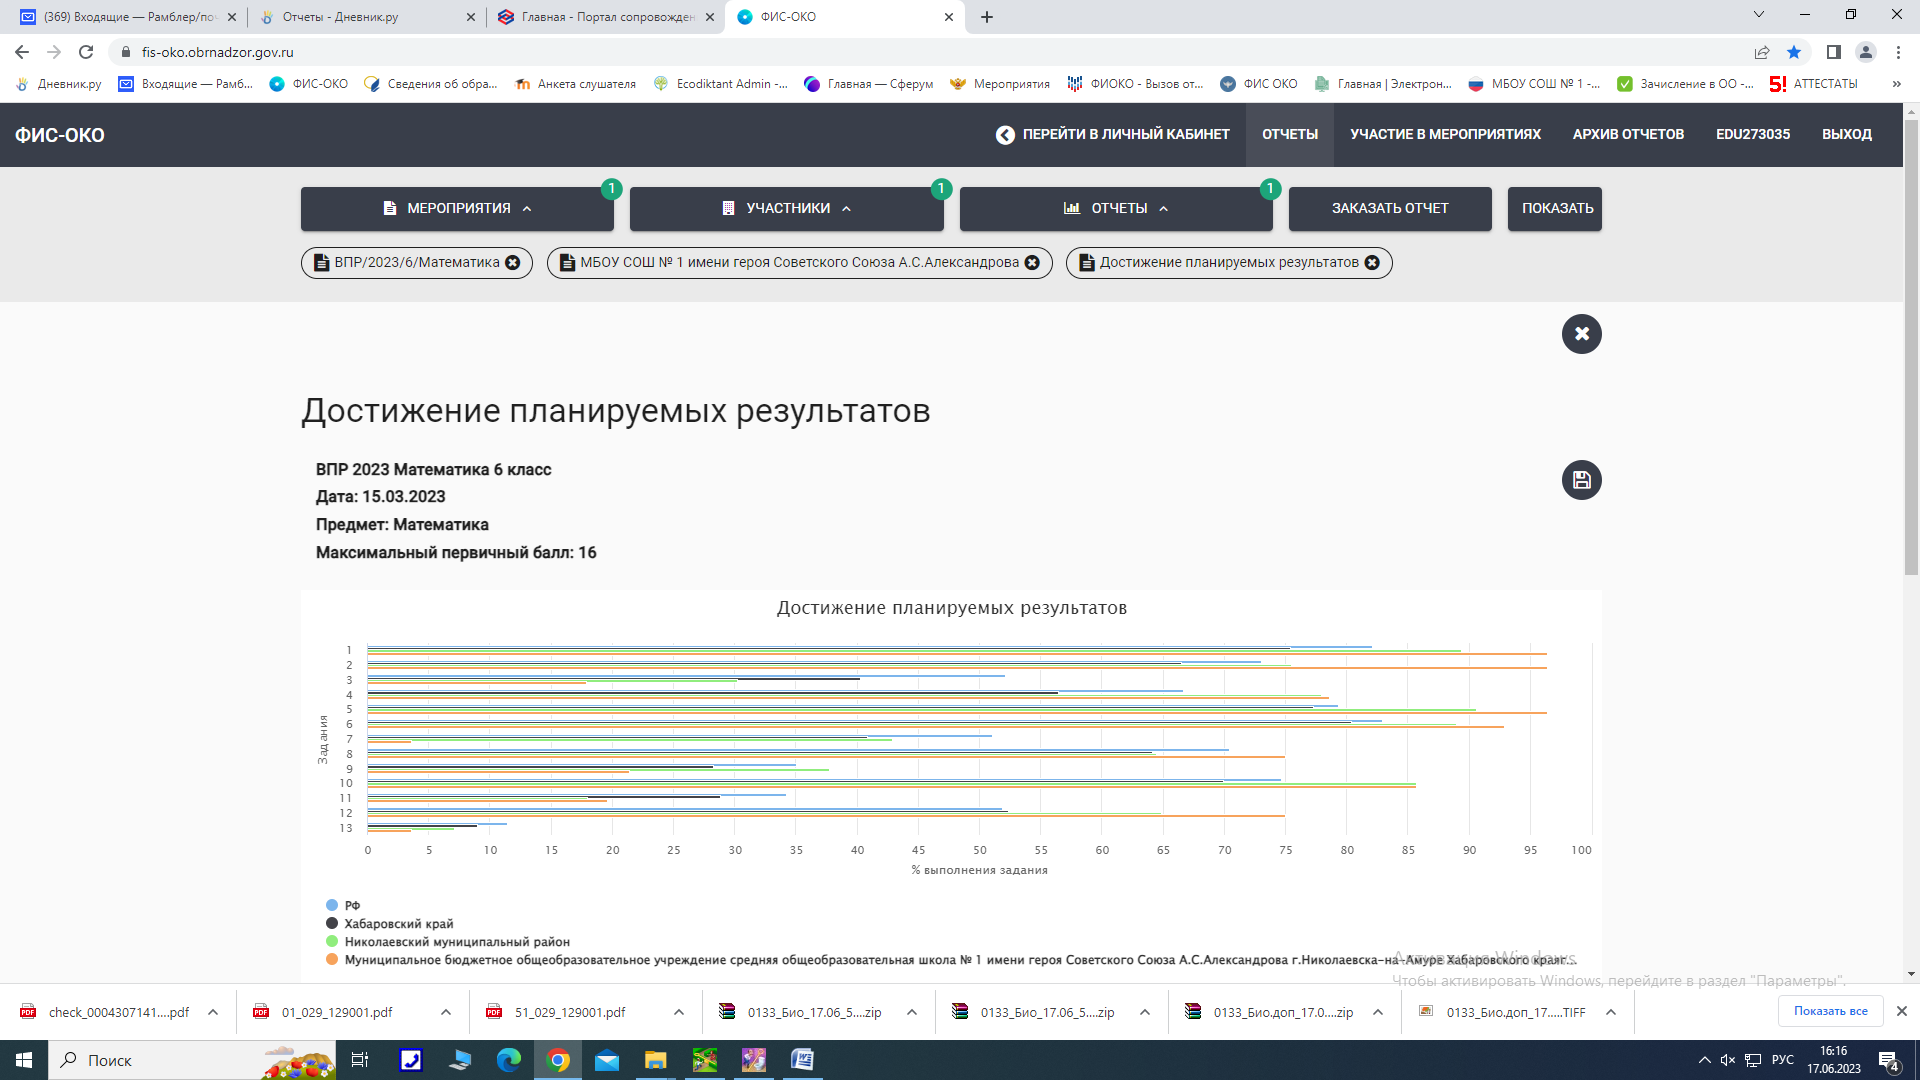 (369) Входящие — Рамблер/поч
Отчеты - Дневник.ру
Главная - Портал сопровожден
ФИС-ОКО
fis-oko.obrnadzor.gov.ru
Дневник.ру
Входящие — Рамб...
ФИС-ОКО
Сведения об обра...
Анкета слушателя
Ecodiktant Admin -...
Главная — Сферум
Мероприятия
ФИОКО - Вызов от...
ФИС ОКО
Главная | Электрон...
МБОУ СОШ № 1 -...
Зачисление в ОО -...
5! АТТЕСТАТЫ
»
ФИС-ОКО
ПЕРЕЙТИ В ЛИЧНЫЙ КАБИНЕТ
ОТЧЕТЫ
УЧАСТИЕ В МЕРОПРИЯТИЯХ
АРХИВ ОТЧЕТОВ
EDU273035
ВЫХОД
МЕРОПРИЯТИЯ
1
УЧАСТНИКИ
1
ОТЧЕТЫ
1
ЗАКАЗАТЬ ОТЧЕТ
ПОКАЗАТЬ
ВПР/2023/6/Математика
МБОУ СОШ № 1 имени героя Советского Союза А.С.Александрова
Достижение планируемых результатов
Достижение планируемых результатов
ВПР 2023 Математика 6 класс
Дата: 15.03.2023
Предмет: Математика
Максимальный первичный балл: 16
Достижение планируемых результатов
Задания
1
2
3
4
5
6
7
8
9
10
11
12
13
0 5 10 15 20 25 30 35 40 45 50 55 60 65 70 75 80 85 90 95 100
% выполнения задания
РФ
Хабаровский край
Николаевский муниципальный район
Муниципальное бюджетное общеобразовательное учреждение средняя общеобразовательная школа № 1 имени героя Советского Союза А.С.Александрова г.Николаевска-на-Амуре Хабаровского края...
Активация Windows
Чтобы активировать Windows, перейдите в раздел "Параметры".
check_0004307141....pdf
01_029_129001.pdf
51_029_129001.pdf
0133_Био_17.06_5....zip
0133_Био_17.06_5....zip
0133_Био.доп_17.0....zip
0133_Био.доп_17.....TIFF
Показать все
Поиск
РУС
16:16
17.06.2023
4